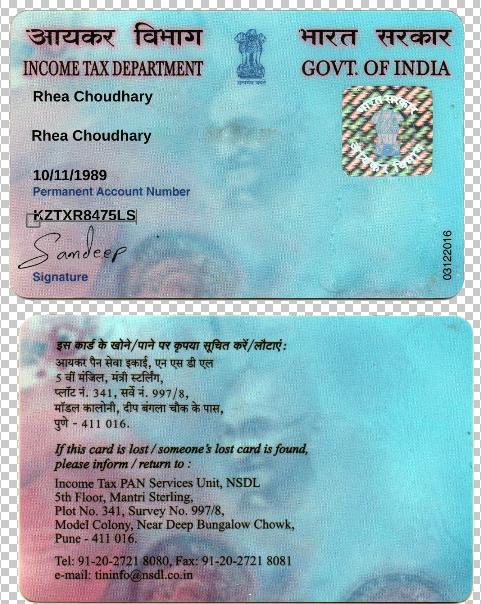 आयकर विभाग
भारत सरकार
INCOME TAX DEPARTMENT
GOVT. OF INDIA
Rhea Choudhary
Rhea Choudhary
10/11/1989
Permanent Account Number
KZTXR8475LS
Sandeep
Signature
03122016
इस कार्ड के खोने/पाने पर कृपया सूचित करें/लौटाएं:
आयकर पैन सेवा इकाई, एन एस डी एल
5 वीं मंजिल, मंत्री स्टर्लिंग,
प्लॉट नं. 341, सर्वे नं. 997/8,
मॉडल कालोनी, दीप बंगला चौक के पास,
पुणे - 411 016.
If this card is lost / someone's lost card is found,
please inform / return to :
Income Tax PAN Services Unit, NSDL
5th Floor, Mantri Sterling,
Plot No. 341, Survey No. 997/8,
Model Colony, Near Deep Bungalow Chowk,
Pune - 411 016.
Tel: 91-20-2721 8080, Fax: 91-20-2721 8081
e-mail: tininfo@nsdl.co.in